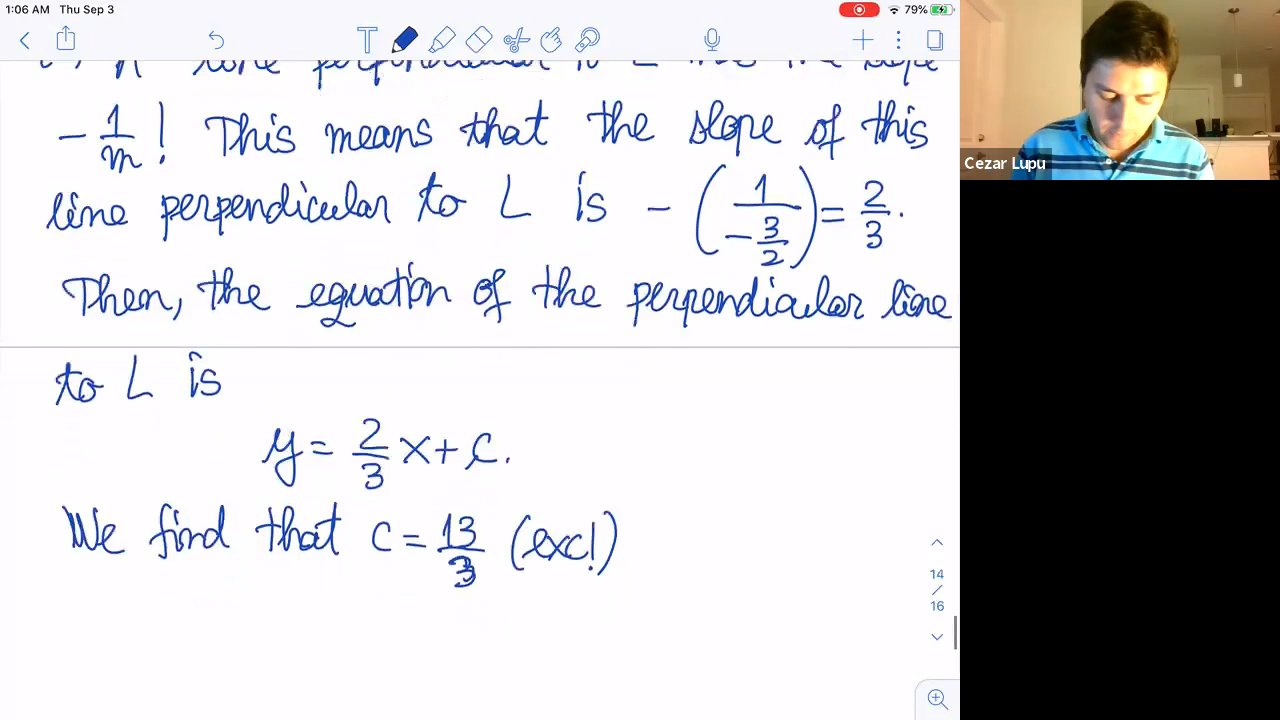 1:06 AM Thu Sep 3
79%
Cezar Lupu
line to L
- 1/m ! This means that the slope of this
line perpendicular to L is - (1/(-3/2)) = 2/3.
Then, the equation of the perpendicular line
to L is
y = 2/3 x + c.
We find that c = 13/3 (exc!)
14
/
16